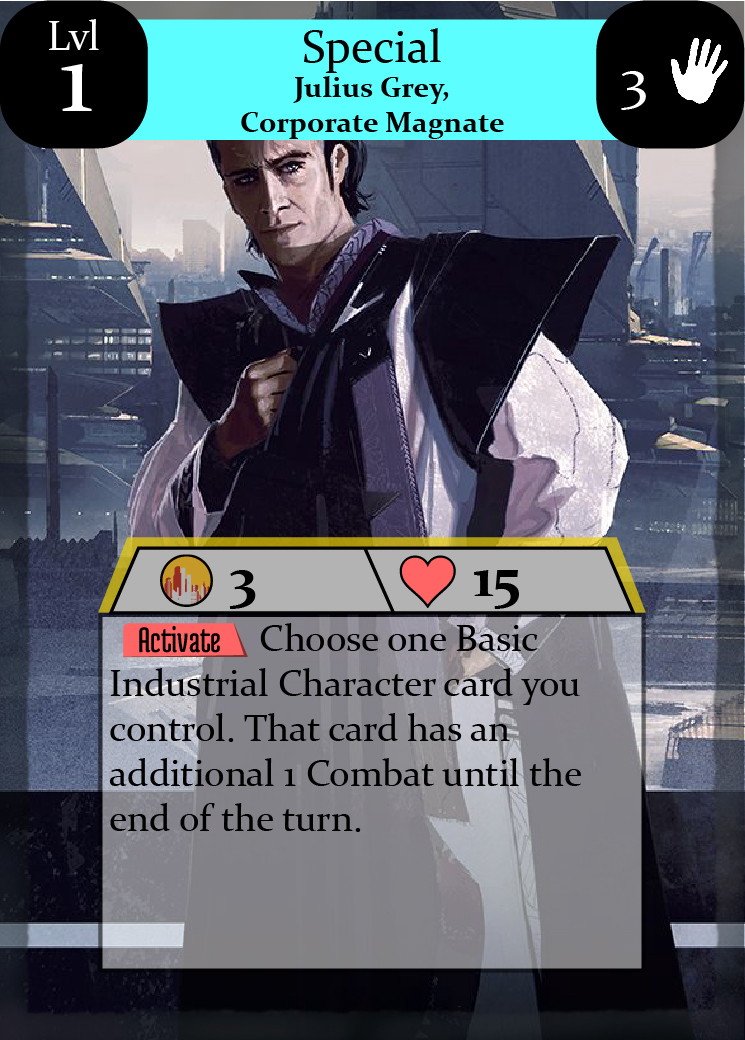 Lvl
1
Special
Julius Grey,
Corporate Magnate
3
3
15
Activate Choose one Basic
Industrial Character card you
control. That card has an
additional 1 Combat until the
end of the turn.